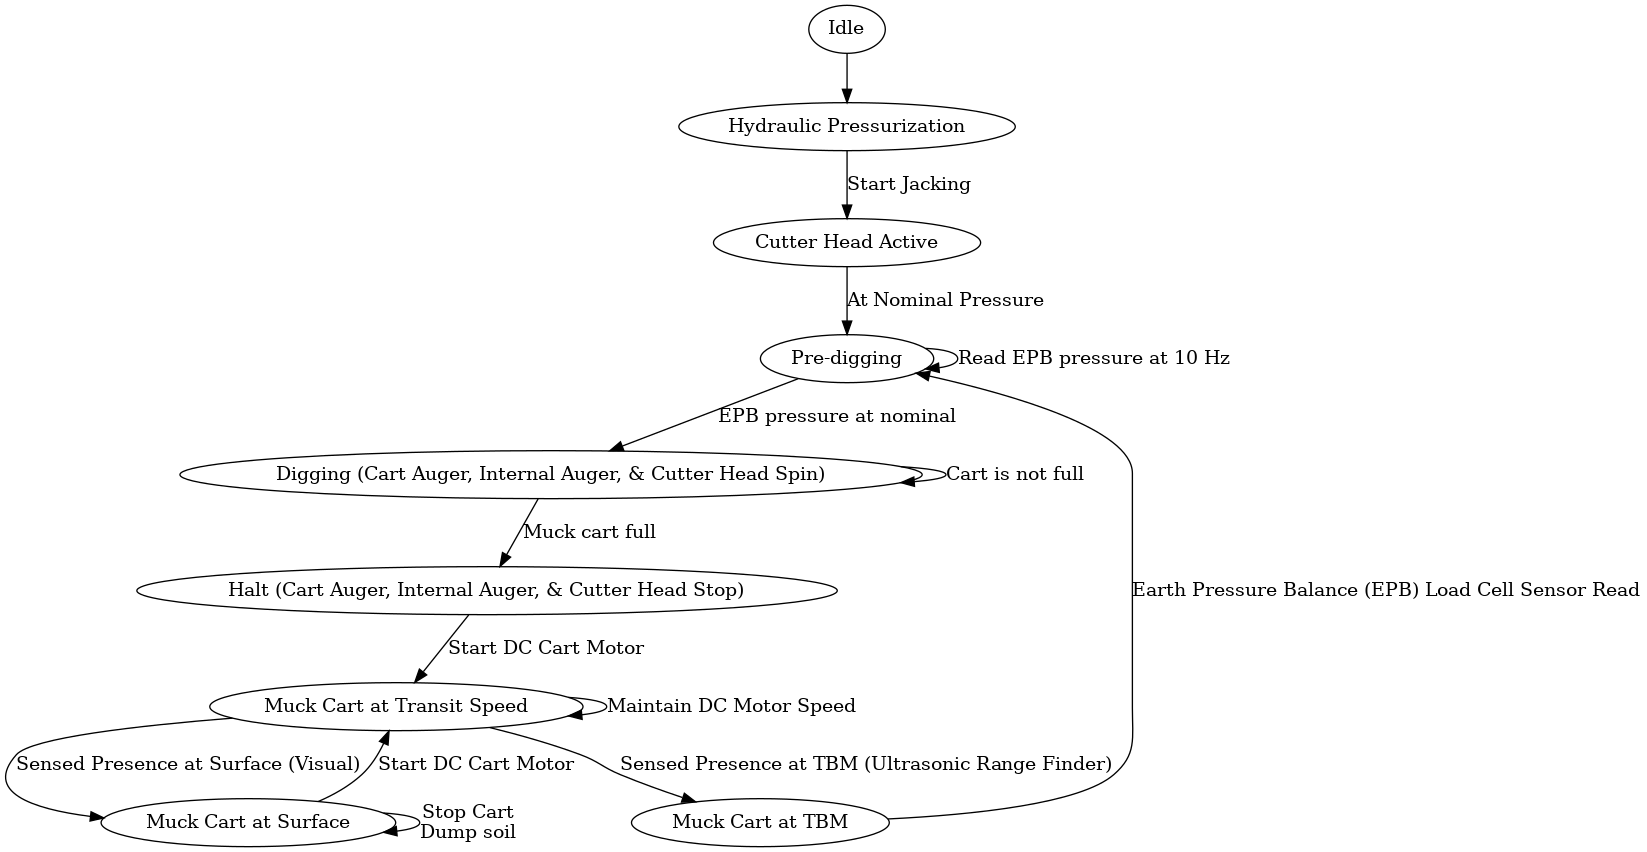 Idle
Hydraulic Pressurization
Start Jacking
Cutter Head Active
At Nominal Pressure
Pre-digging
Read EPB pressure at 10 Hz
EPB pressure at nominal
Digging (Cart Auger, Internal Auger, & Cutter Head Spin)
Cart is not full
Muck cart full
Halt (Cart Auger, Internal Auger, & Cutter Head Stop)
Earth Pressure Balance (EPB) Load Cell Sensor Read
Start DC Cart Motor
Muck Cart at Transit Speed
Maintain DC Motor Speed
Sensed Presence at Surface (Visual)
Start DC Cart Motor
Sensed Presence at TBM (Ultrasonic Range Finder)
Muck Cart at Surface
Stop Cart
Dump soil
Muck Cart at TBM